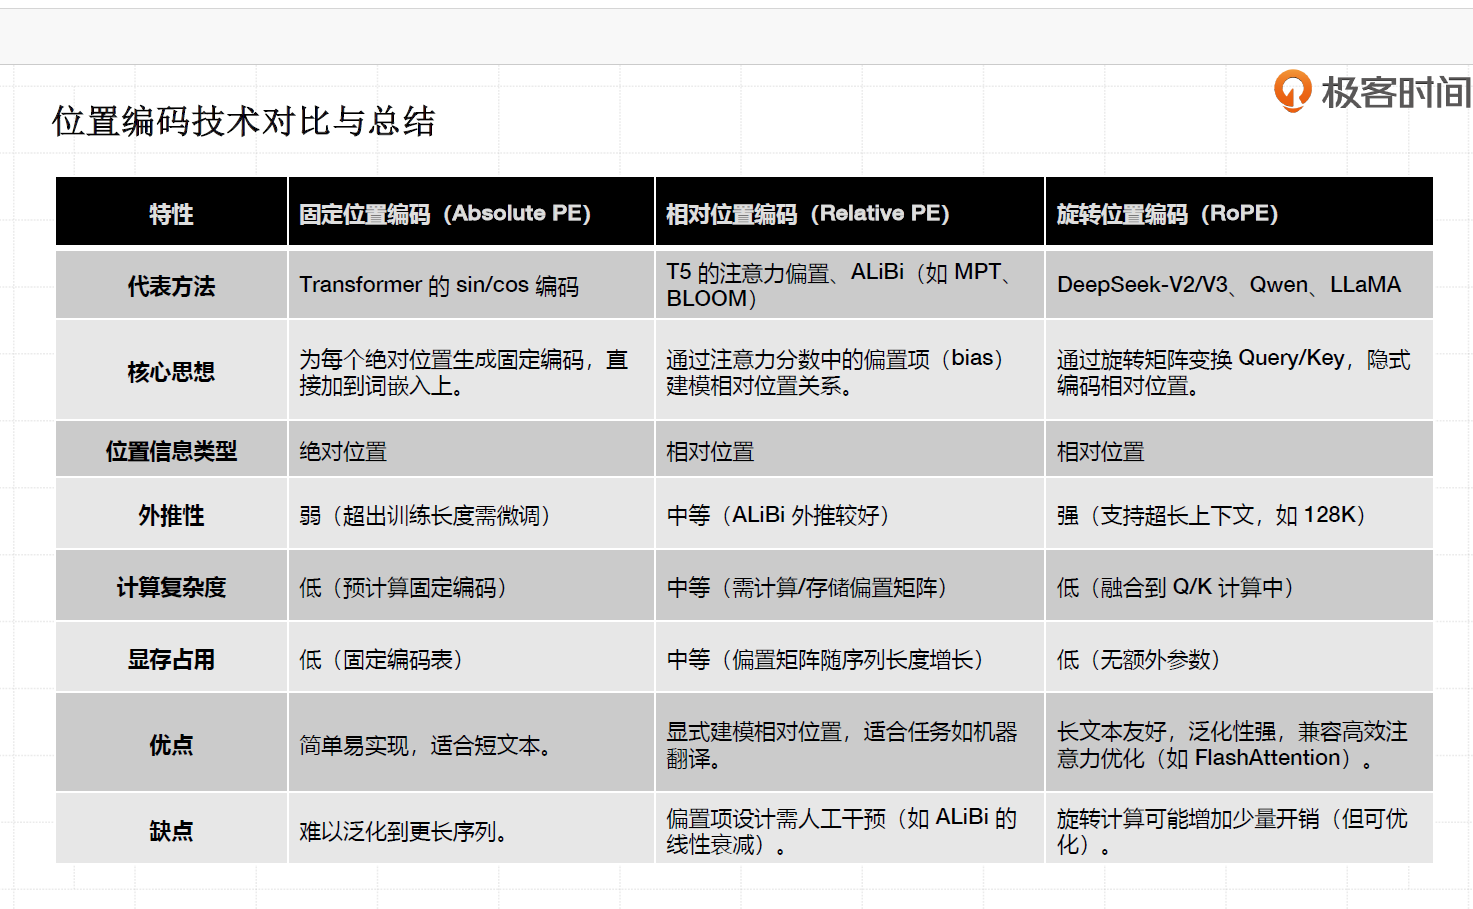 极客时间
位置编码技术对比与总结
特性
固定位置编码（Absolute PE）
相对位置编码（Relative PE）
旋转位置编码（RoPE）
代表方法
Transformer 的 sin/cos 编码
T5 的注意力偏置、ALiBi（如 MPT、
BLOOM）
DeepSeek-V2/V3、Qwen、LLaMA
核心思想
为每个绝对位置生成固定编码，直
接加到词嵌入上。
通过注意力分数中的偏置项（bias）
建模相对位置关系。
通过旋转矩阵变换 Query/Key，隐式
编码相对位置。
位置信息类型
绝对位置
相对位置
相对位置
外推性
弱（超出训练长度需微调）
中等（ALiBi 外推较好）
强（支持超长上下文，如 128K）
计算复杂度
低（预计算固定编码）
中等（需计算/存储偏置矩阵）
低（融合到 Q/K 计算中）
显存占用
低（固定编码表）
中等（偏置矩阵随序列长度增长）
低（无额外参数）
优点
简单易实现，适合短文本。
显式建模相对位置，适合任务如机器
翻译。
长文本友好，泛化性强，兼容高效注
意力优化（如 FlashAttention）。
缺点
难以泛化到更长序列。
偏置项设计需人工干预（如 ALiBi 的
线性衰减）。
旋转计算可能增加少量开销（但可优
化）。